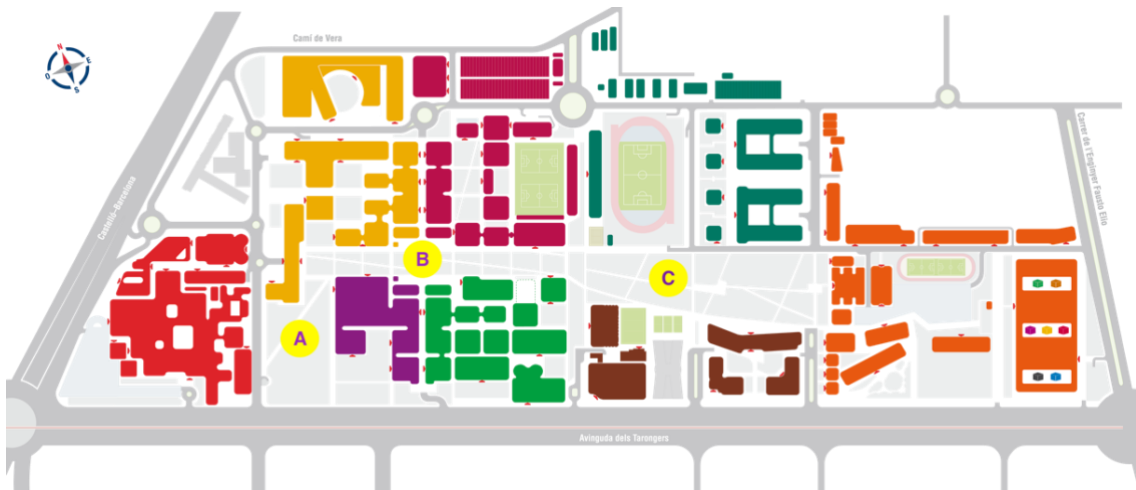 Camí de Vera
N
E
S
O
Castelló-Barcelona
Carrer de l'Enginyer Fausto Elio
B
C
A
Avinguda dels Tarongers